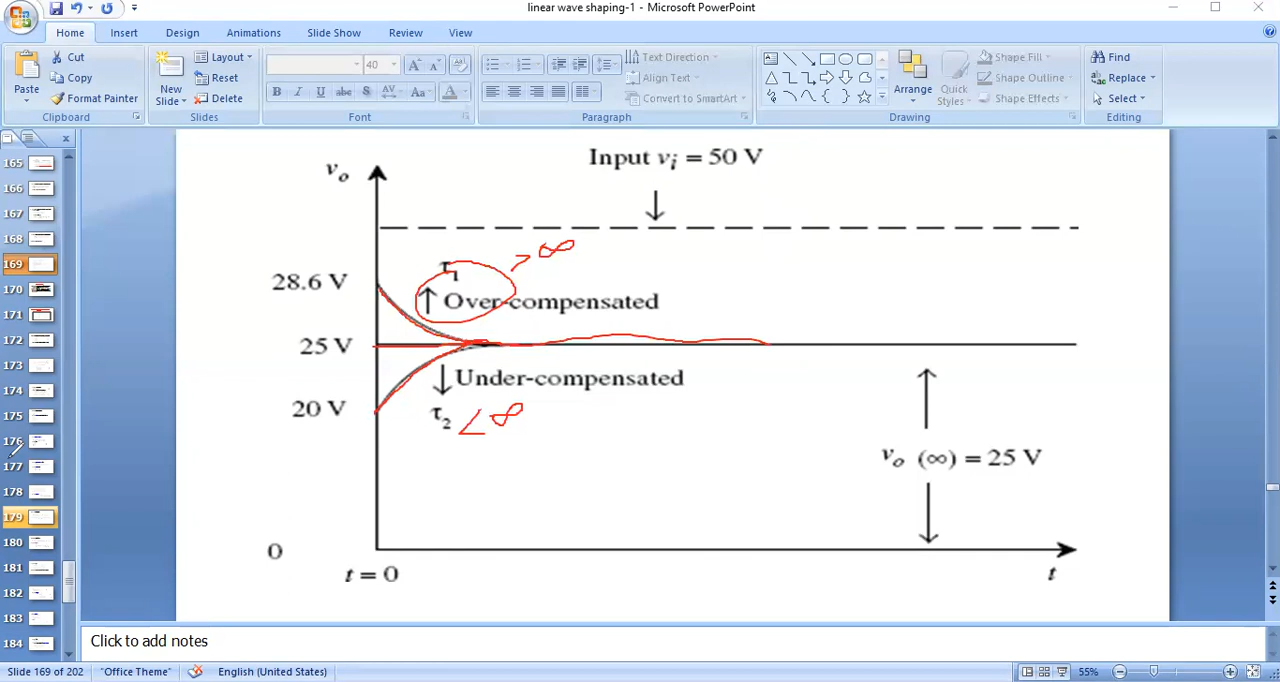 linear wave shaping-1 - Microsoft PowerPoint
Home Insert Design Animations Slide Show Review View
Paste
Cut
Copy
Format Painter
Clipboard
New Slide
Layout
Reset
Delete
Slides
40
B I U abc S AV Aa A
Font
Paragraph
Text Direction
Align Text
Convert to SmartArt
Drawing
Arrange
Quick Styles
Shape Fill
Shape Outline
Shape Effects
Find
Replace
Select
Editing
165
166
167
168
169
170
171
172
173
174
175
176
177
178
179
180
181
182
183
184
vo
Input vi = 50 V
τ1 > ∞
28.6 V
Over-compensated
25 V
Under-compensated
20 V
τ2 < ∞
vo (∞) = 25 V
0
t = 0
t
Click to add notes
Slide 169 of 202 "Office Theme" English (United States) 55%